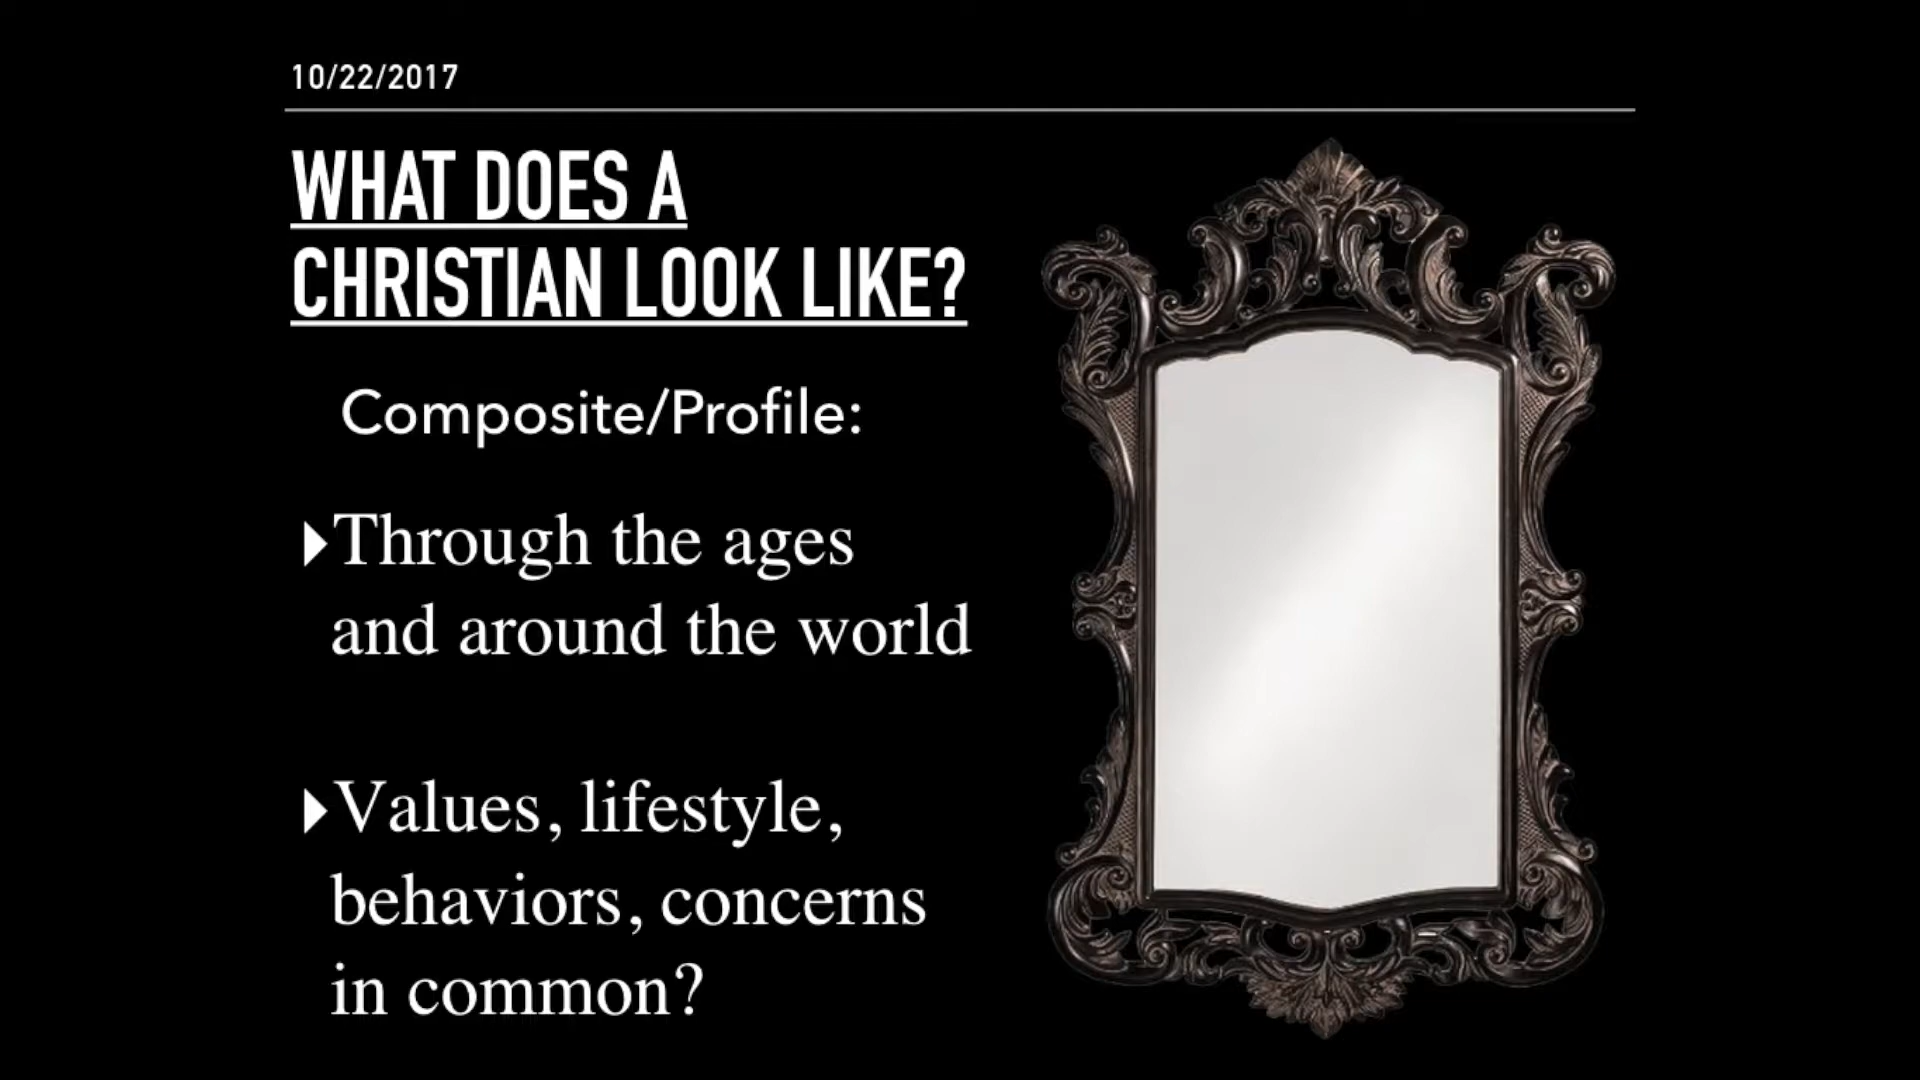 10/22/2017
WHAT DOES A
CHRISTIAN LOOK LIKE?
Composite/Profile:
Through the ages
and around the world
Values, lifestyle,
behaviors, concerns
in common?